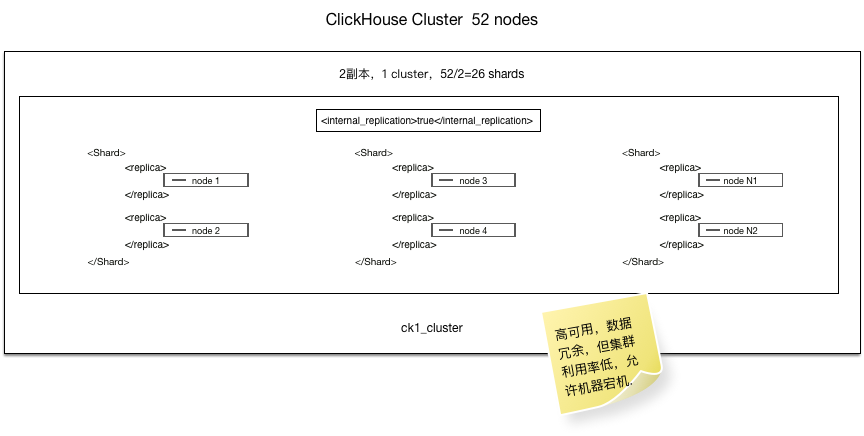 ClickHouse Cluster 52 nodes
2副本，1 cluster，52/2=26 shards
<internal_replication>true</internal_replication>
<Shard>
<replica>
node 1
</replica>
<replica>
node 2
</replica>
</Shard>
<Shard>
<replica>
node 3
</replica>
<replica>
node 4
</replica>
</Shard>
<Shard>
<replica>
node N1
</replica>
<replica>
node N2
</replica>
</Shard>
ck1_cluster
高可用，数据
冗余，但集群
利用率低，允
许机器宕机.